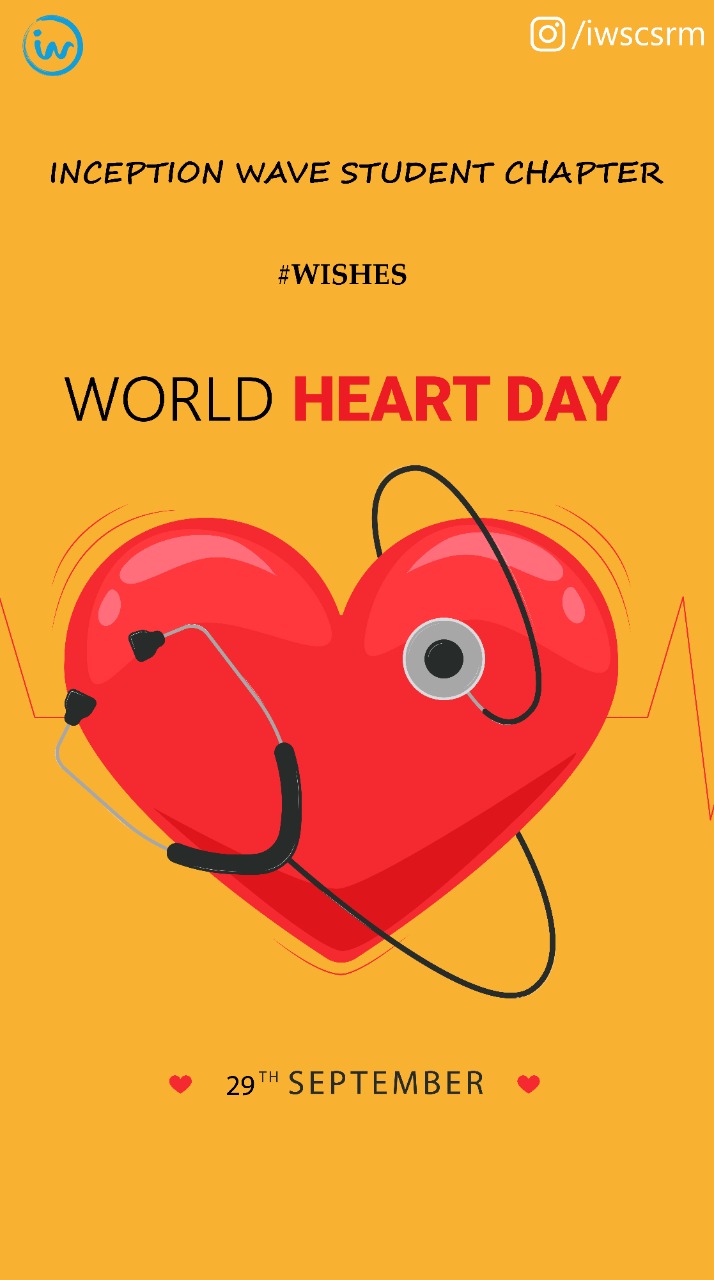 iw
/iwscsrm
INCEPTION WAVE STUDENT CHAPTER
#WISHES
WORLD HEART DAY
29TH SEPTEMBER